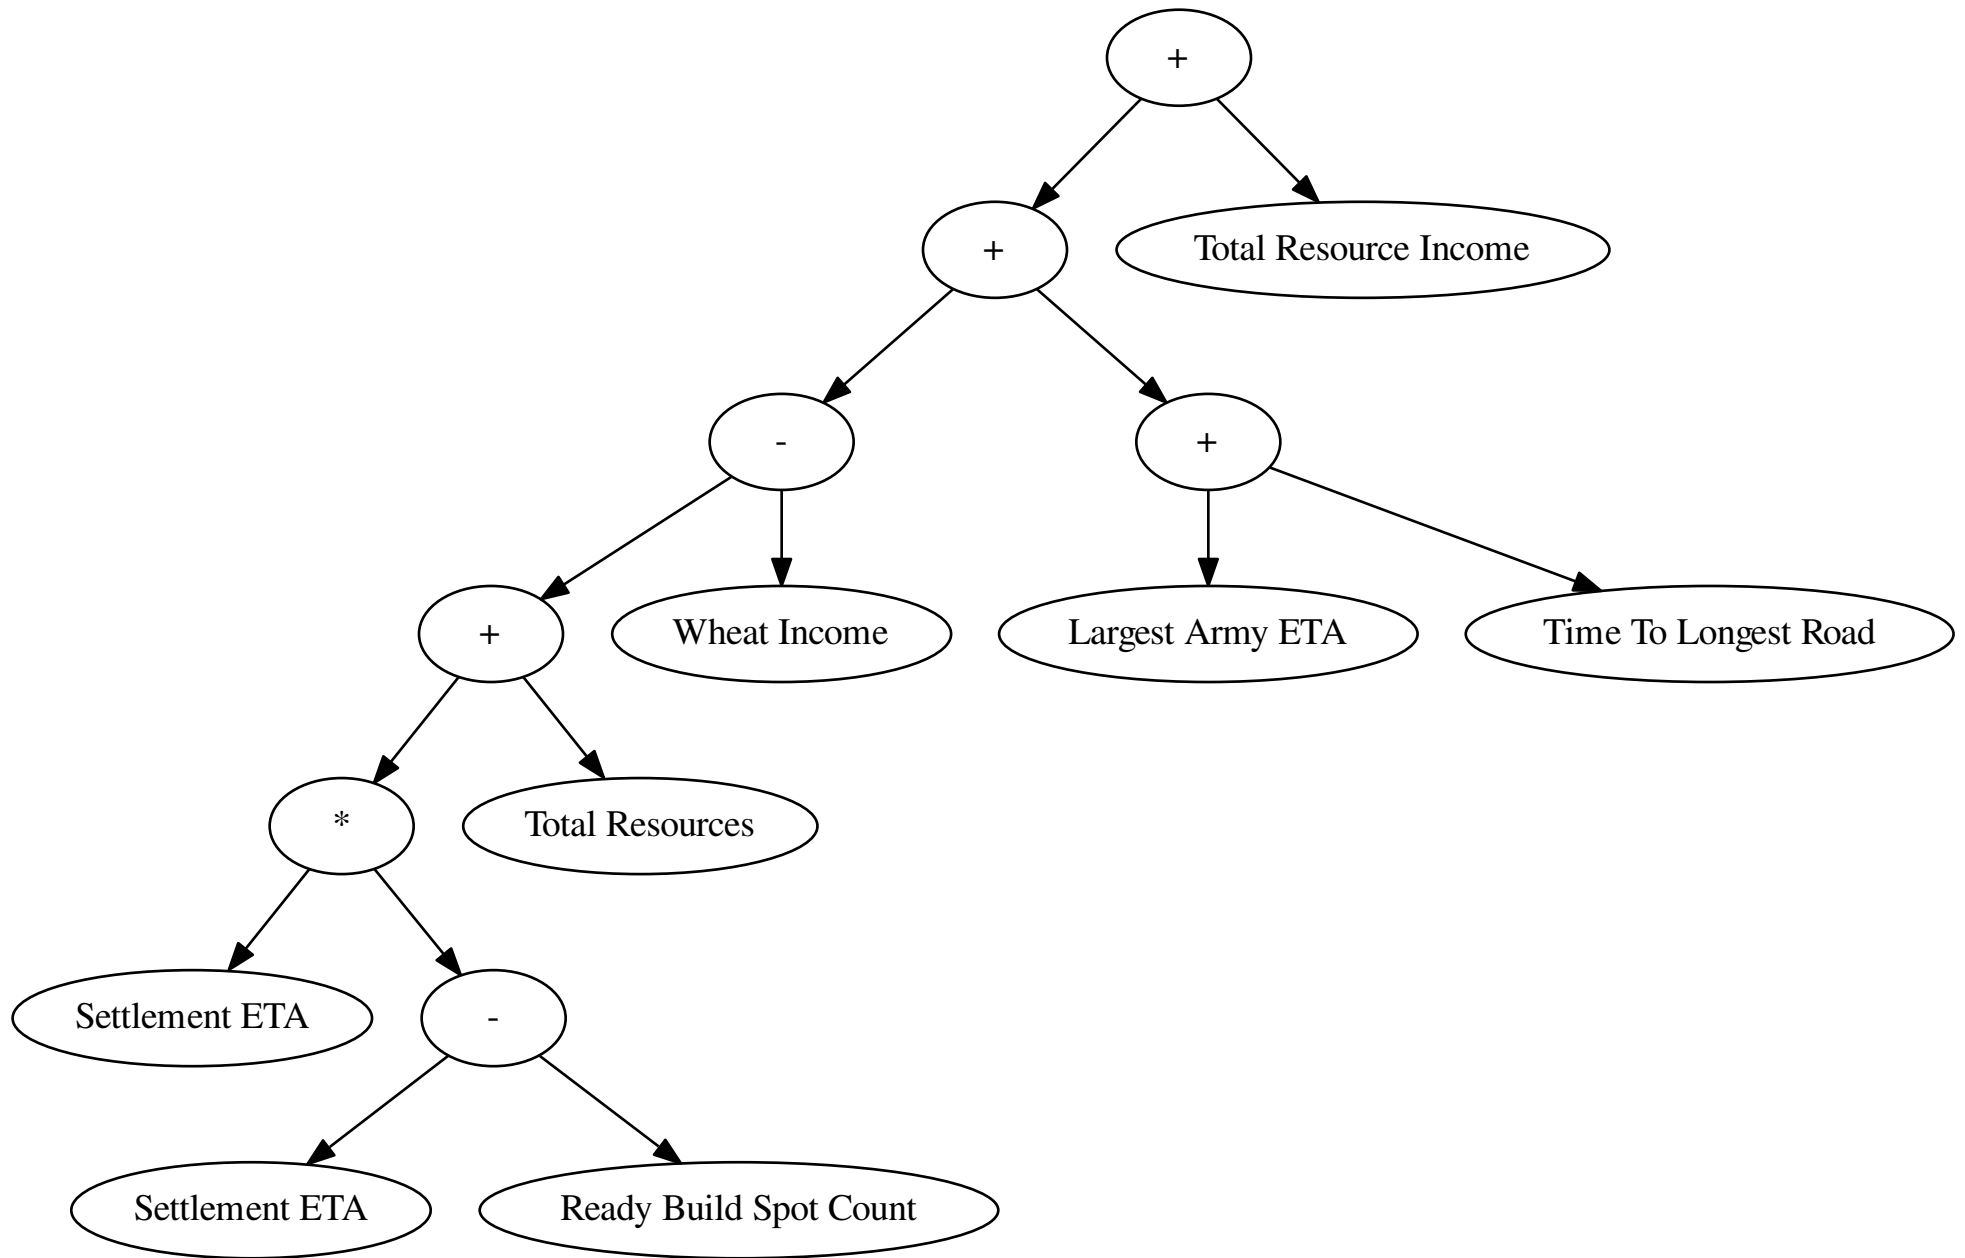 +
+
Total Resource Income
-
+
+
Wheat Income
Largest Army ETA
Time To Longest Road
*
Total Resources
Settlement ETA
-
Settlement ETA
Ready Build Spot Count